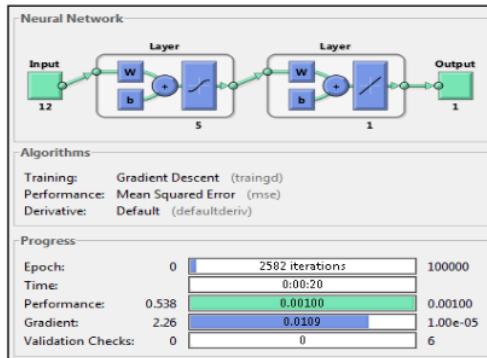 Neural Network
Layer Layer
Input Output
W W
+ +
b b
12 5 1 1
Algorithms
Training: Gradient Descent (traingd)
Performance: Mean Squared Error (mse)
Derivative: Default (defaultderiv)
Progress
Epoch: 0 2582 iterations 100000
Time: 0:00:20
Performance: 0.538 0.00100 0.00100
Gradient: 2.26 0.0109 1.00e-05
Validation Checks: 0 0 6